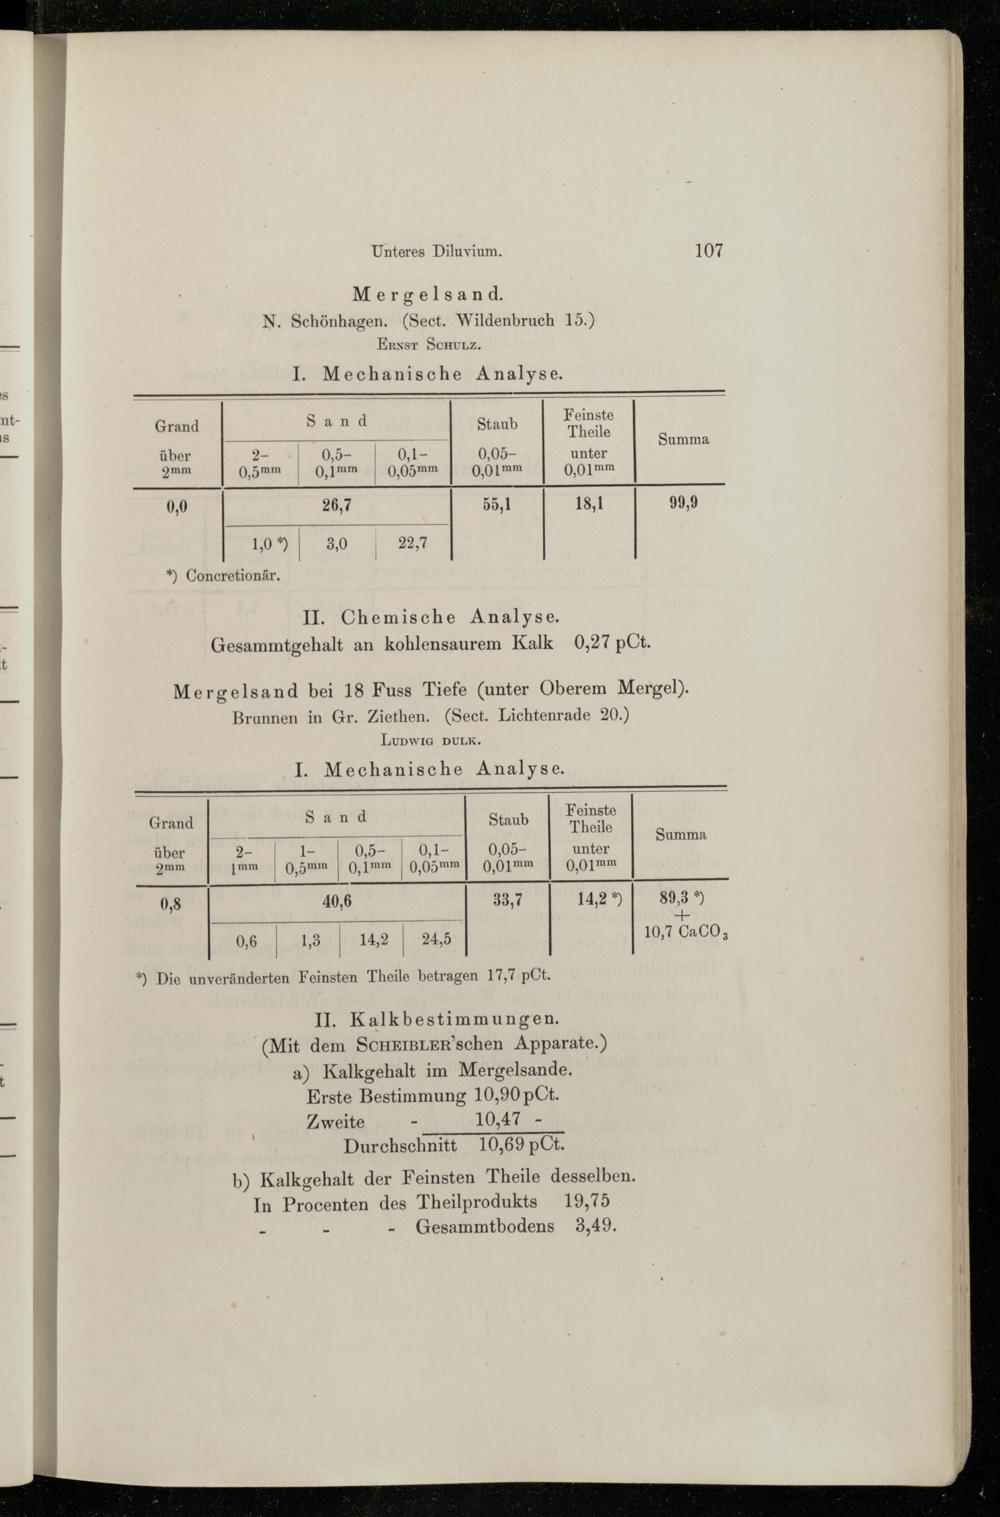 Unteres Diluvium. 107
Mergelsand.
N. Schönhagen. (Sect. Wildenbruch 15.)
Ernst Schulz.
I. Mechanische Analyse.
Grand Sand Staub Feinste Theile Summa
über 2mm 2–0,5mm 0,5–0,1mm 0,1–0,05mm 0,05–0,01mm unter 0,01mm
0,0 26,7 55,1 18,1 99,9
1,0 *) 3,0 22,7
*) Concretionär.
II. Chemische Analyse.
Gesammtgehalt an kohlensaurem Kalk 0,27 pCt.
Mergelsand bei 18 Fuss Tiefe (unter Oberem Mergel).
Brunnen in Gr. Ziethen. (Sect. Lichtenrade 20.)
Ludwig dulk.
I. Mechanische Analyse.
Grand Sand Staub Feinste Theile Summa
über 2mm 2–1mm 1–0,5mm 0,5–0,1mm 0,1–0,05mm 0,05–0,01mm unter 0,01mm
0,8 40,6 33,7 14,2 *) 89,3 *)
+
10,7 CaCO3
0,6 1,3 14,2 24,5
*) Die unveränderten Feinsten Theile betragen 17,7 pCt.
II. Kalkbestimmungen.
(Mit dem Scheibler'schen Apparate.)
a) Kalkgehalt im Mergelsande.
Erste Bestimmung 10,90 pCt.
Zweite - 10,47 -
Durchschnitt 10,69 pCt.
b) Kalkgehalt der Feinsten Theile desselben.
In Procenten des Theilprodukts 19,75
- - - Gesammtbodens 3,49.